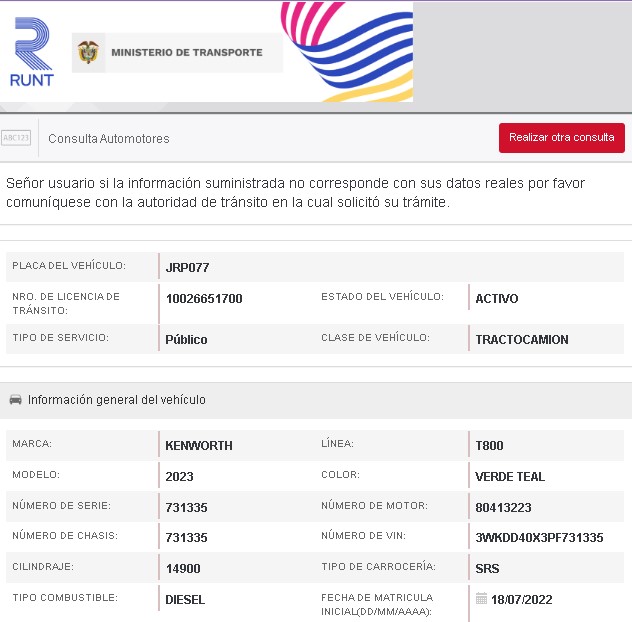 RUNT
MINISTERIO DE TRANSPORTE
ABC123
Consulta Automotores
Realizar otra consulta
Señor usuario si la información suministrada no corresponde con sus datos reales por favor
comuníquese con la autoridad de tránsito en la cual solicitó su trámite.
PLACA DEL VEHÍCULO: JRP077
NRO. DE LICENCIA DE
TRÁNSITO: 10026651700 ESTADO DEL VEHÍCULO: ACTIVO
TIPO DE SERVICIO: Público CLASE DE VEHÍCULO: TRACTOCAMION
Información general del vehículo
MARCA: KENWORTH LÍNEA: T800
MODELO: 2023 COLOR: VERDE TEAL
NÚMERO DE SERIE: 731335 NÚMERO DE MOTOR: 80413223
NÚMERO DE CHASIS: 731335 NÚMERO DE VIN: 3WKDD40X3PF731335
CILINDRAJE: 14900 TIPO DE CARROCERÍA: SRS
TIPO COMBUSTIBLE: DIESEL FECHA DE MATRICULA
INICIAL(DD/MM/AAAA): 18/07/2022